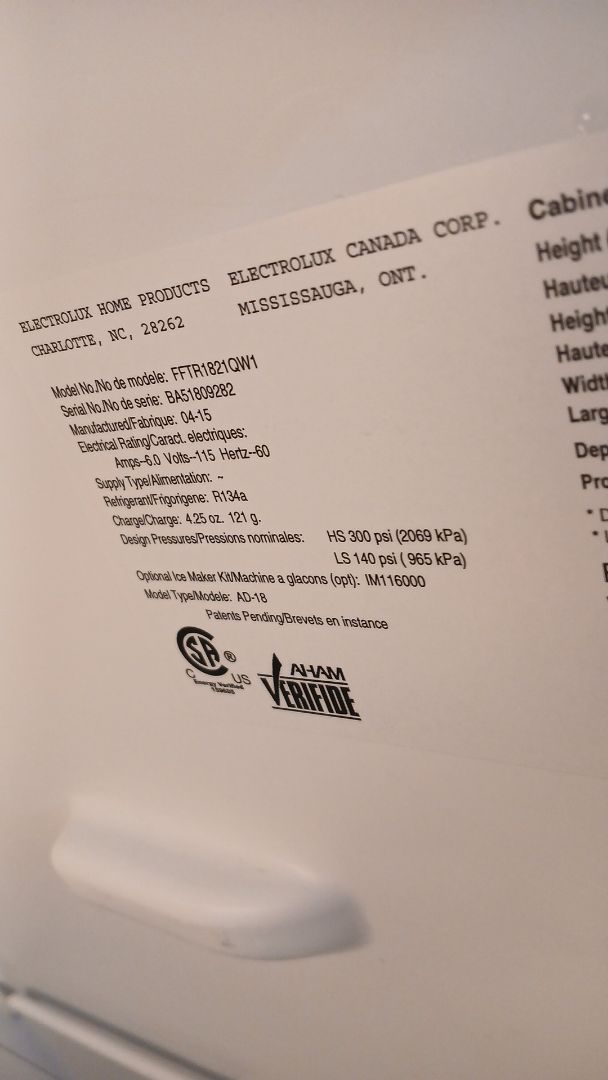 ELECTROLUX HOME PRODUCTS ELECTROLUX CANADA CORP.
CHARLOTTE, NC, 28262 MISSISSAUGA, ONT.
Model No./No de modele: FFTR1821QW1
Serial No./No de serie: BA51809282
Manufactured/Fabrique: 04-15
Electrical Rating/Caract. electriques:
Amps--6.0 Volts--115 Hertz--60
Supply Type/Alimentation: ~
Refrigerant/Frigorigene: R134a
Charge/Charge: 4.25 oz. 121 g.
Design Pressures/Pressions nominales: HS 300 psi (2069 kPa)
LS 140 psi ( 965 kPa)
Optional Ice Maker Kit/Machine a glacons (opt): IM116000
Model Type/Modele: AD-18
Patents Pending/Brevets en instance
CSA ®
C US
Energy Verified
AHAM
VERIFIDE
Cabine
Height (
Hauteu
Height
Haute
Width
Larg
Dep
Pro
* D
*